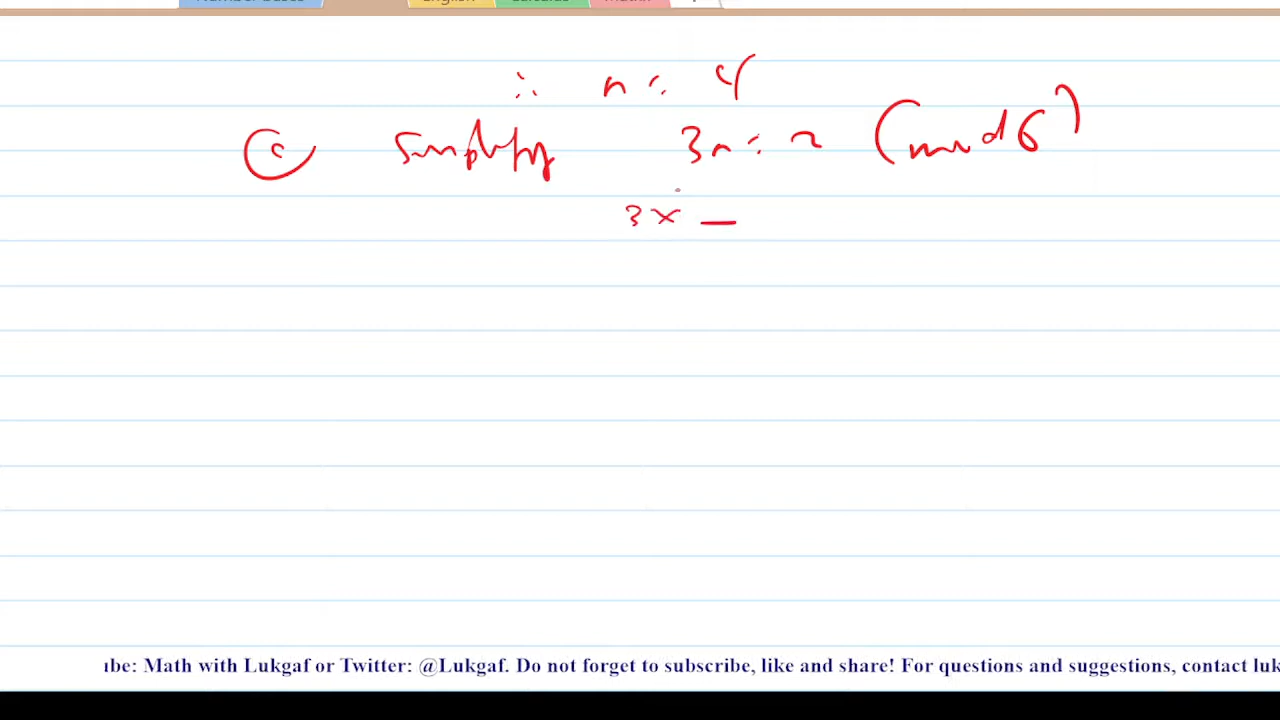 ∴ n = 4
(c) Simplify 3n = 2 (mod 6)
3 × _
ibe: Math with Lukgaf or Twitter: @Lukgaf. Do not forget to subscribe, like and share! For questions and suggestions, contact luk